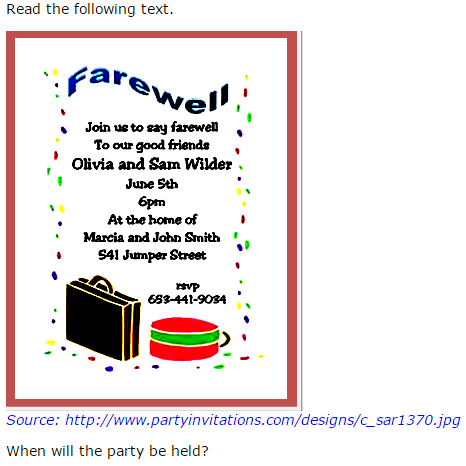 Read the following text.
Farewell
Join us to say farewell
To our good friends
Olivia and Sam Wilder
June 5th
6pm
At the home of
Marcia and John Smith
541 Jumper Street
rsvp
653-441-9034
Source: http://www.partyinvitations.com/designs/c_sar1370.jpg
When will the party be held?